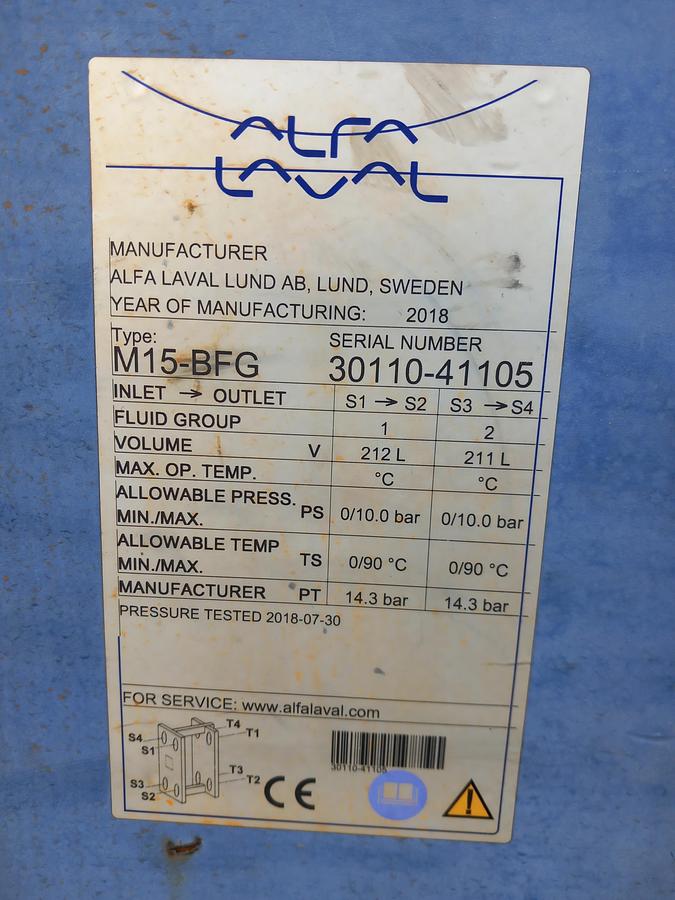 ALFA
LAVAL
MANUFACTURER
ALFA LAVAL LUND AB, LUND, SWEDEN
YEAR OF MANUFACTURING: 2018
Type: SERIAL NUMBER
M15-BFG 30110-41105
INLET → OUTLET S1 → S2 S3 → S4
FLUID GROUP 1 2
VOLUME V 212 L 211 L
MAX. OP. TEMP. °C °C
ALLOWABLE PRESS.
MIN./MAX. PS 0/10.0 bar 0/10.0 bar
ALLOWABLE TEMP
MIN./MAX. TS 0/90 °C 0/90 °C
MANUFACTURER PT 14.3 bar 14.3 bar
PRESSURE TESTED 2018-07-30
FOR SERVICE: www.alfalaval.com
S4 T4
S1 T1
S3 T3
S2 T2
30110-41105
CE